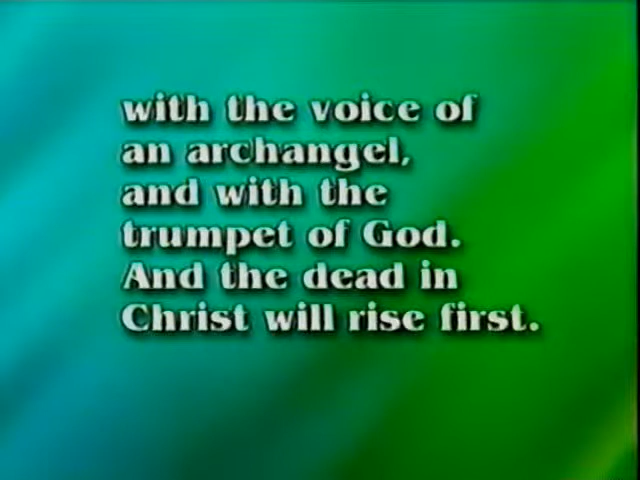 with the voice of
an archangel,
and with the
trumpet of God.
And the dead in
Christ will rise first.